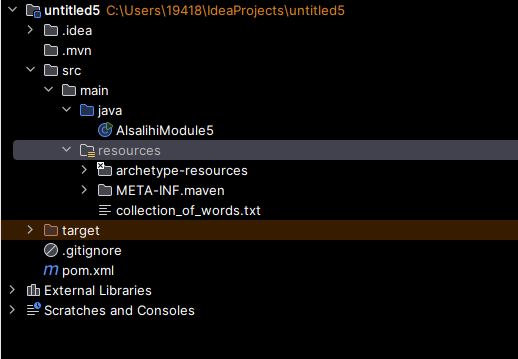 untitled5 C:\Users\19418\IdeaProjects\untitled5
.idea
.mvn
src
main
java
AlsalihiModule5
resources
archetype-resources
META-INF.maven
collection_of_words.txt
target
.gitignore
m pom.xml
External Libraries
Scratches and Consoles